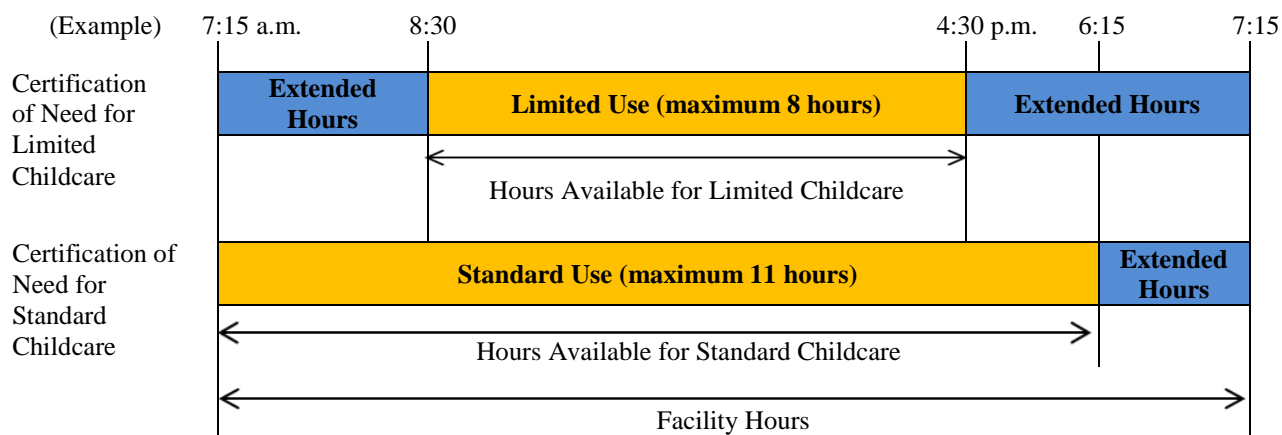 (Example) 7:15 a.m. 8:30 4:30 p.m. 6:15 7:15
Certification
of Need for
Limited
Childcare
Extended
Hours
Limited Use (maximum 8 hours)
Extended Hours
Hours Available for Limited Childcare
Certification of
Need for
Standard
Childcare
Standard Use (maximum 11 hours)
Extended
Hours
Hours Available for Standard Childcare
Facility Hours